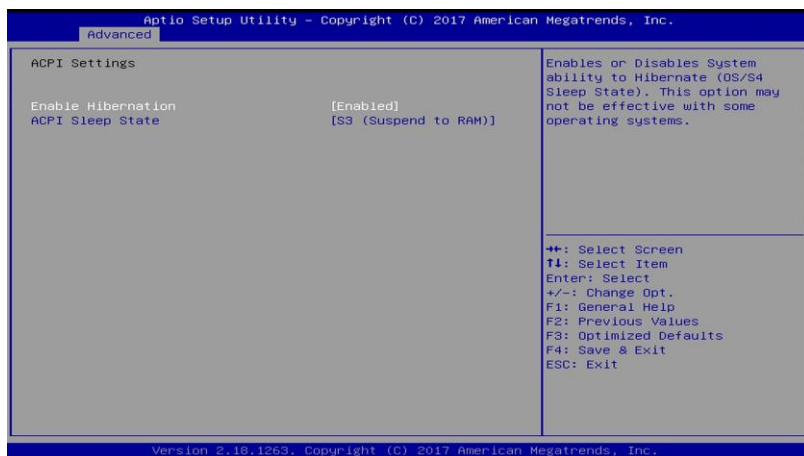 Aptio Setup Utility – Copyright (C) 2017 American Megatrends, Inc.
Advanced
ACPI Settings
Enable Hibernation [Enabled]
ACPI Sleep State [S3 (Suspend to RAM)]
Enables or Disables System
ability to Hibernate (OS/S4
Sleep State). This option may
not be effective with some
operating systems.
→←: Select Screen
↑↓: Select Item
Enter: Select
+/-: Change Opt.
F1: General Help
F2: Previous Values
F3: Optimized Defaults
F4: Save & Exit
ESC: Exit
Version 2.18.1263. Copyright (C) 2017 American Megatrends, Inc.